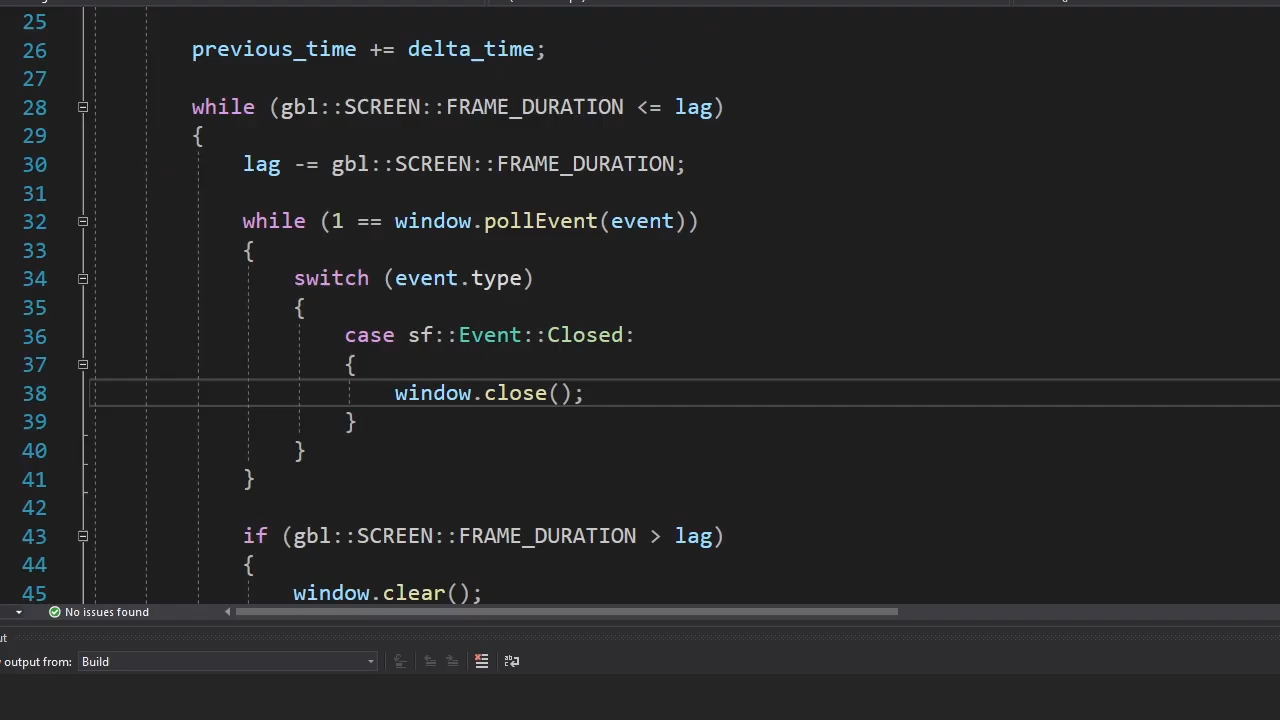 25
26 previous_time += delta_time;
27
28 while (gbl::SCREEN::FRAME_DURATION <= lag)
29 {
30 lag -= gbl::SCREEN::FRAME_DURATION;
31
32 while (1 == window.pollEvent(event))
33 {
34 switch (event.type)
35 {
36 case sf::Event::Closed:
37 {
38 window.close();
39 }
40 }
41 }
42
43 if (gbl::SCREEN::FRAME_DURATION > lag)
44 {
45 window.clear();
No issues found
ut
output from: Build